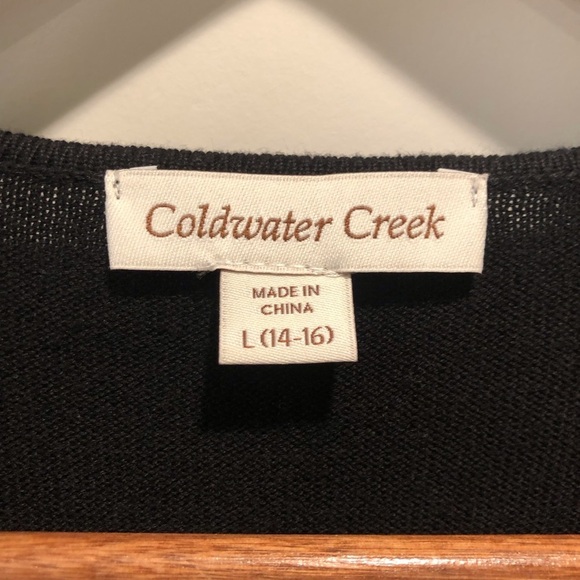 Coldwater Creek
MADE IN
CHINA
L (14-16)